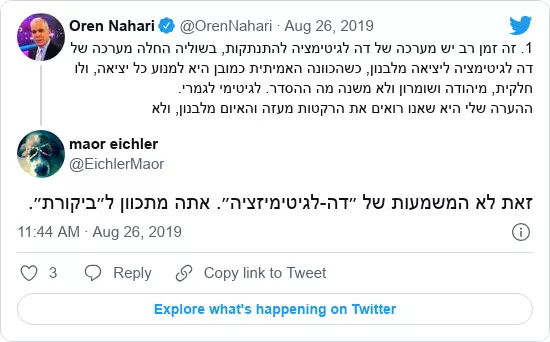 Oren Nahari @OrenNahari · Aug 26, 2019
1. זה זמן רב יש מערכה של דה לגיטימציה להתנתקות, בשוליה החלה מערכה של
דה לגיטימציה ליציאה מלבנון, כשהכוונה האמיתית כמובן היא למנוע כל יציאה, ולו
חלקית, מיהודה ושומרון ולא משנה מה ההסדר. לגיטימי לגמרי.
ההערה שלי היא שאנו רואים את הרקטות מעזה והאיום מלבנון, ולא
maor eichler
@EichlerMaor
זאת לא המשמעות של ״דה-לגיטימיזציה״. אתה מתכוון ל״ביקורת״.
11:44 AM · Aug 26, 2019
3 Reply Copy link to Tweet
Explore what's happening on Twitter